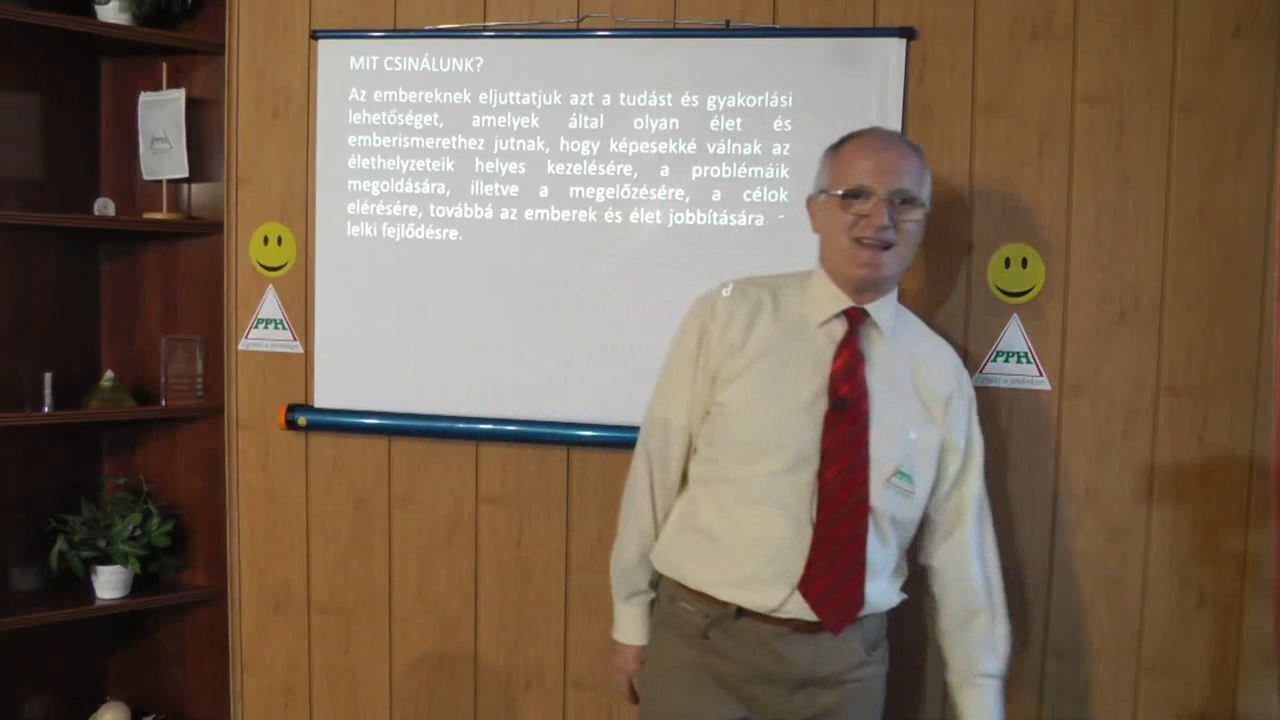 MIT CSINÁLUNK?
Az embereknek eljuttatjuk azt a tudást és gyakorlási
lehetőséget, amelyek által olyan élet és
emberismerethez jutnak, hogy képesekké válnak az
élethelyzeteik helyes kezelésére, a problémáik
megoldására, illetve a megelőzésére, a célok
elérésére, továbbá az emberek és élet jobbítására -
lelki fejlődésre.
PPH
PPH
PPH